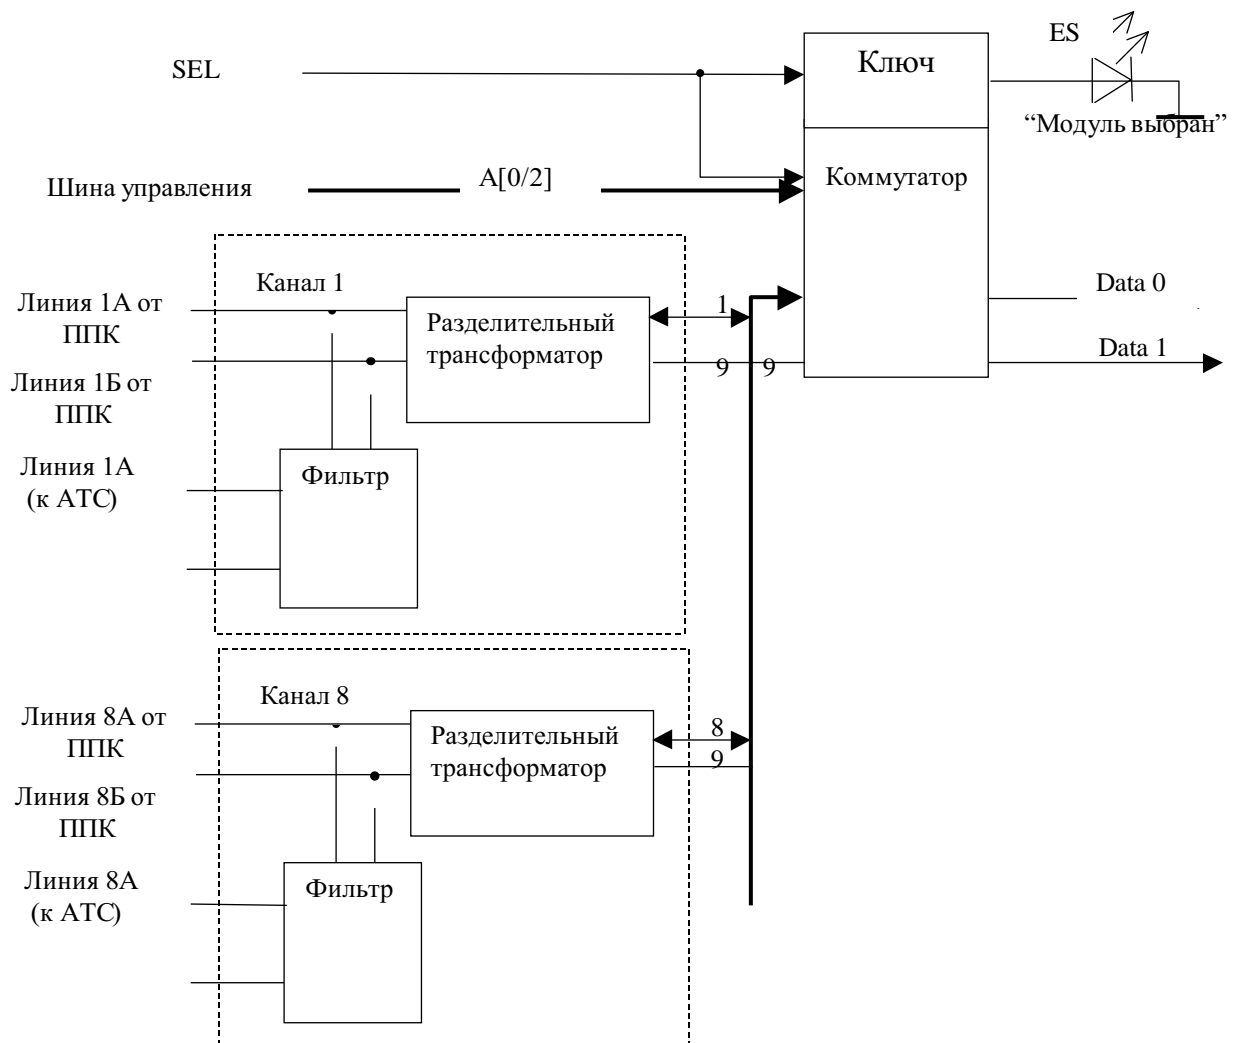 ES
SEL
Ключ
“Модуль выбран”
Шина управления
A[0/2]
Коммутатор
Канал 1
Линия 1А от
ППК
Разделительный
трансформатор
1
Data 0
Линия 1Б от
ППК
9
9
Data 1
Линия 1А
(к АТС)
Фильтр
Канал 8
Линия 8А от
ППК
Разделительный
трансформатор
8
9
Линия 8Б от
ППК
Линия 8А
(к АТС)
Фильтр